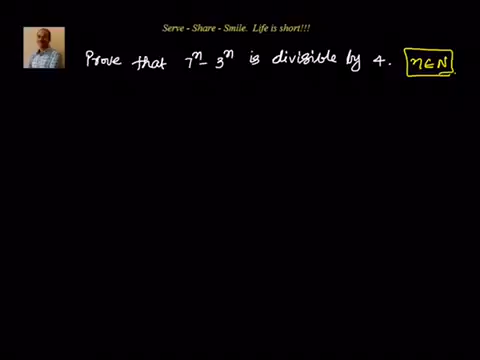 Serve - Share - Smile. Life is short!!!
Prove that 7ⁿ - 3ⁿ is divisible by 4. n∈N